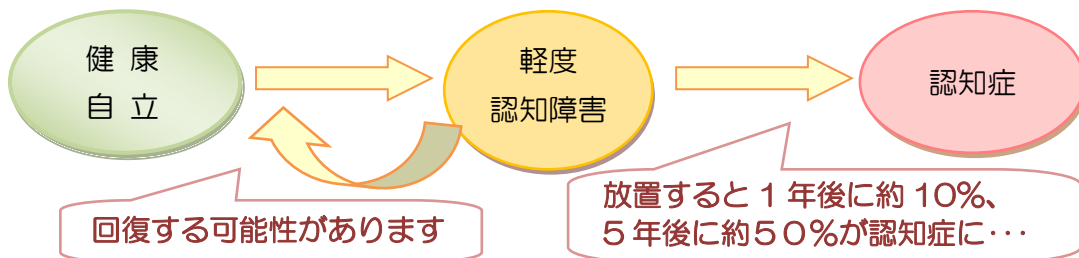 健 康
自 立
軽度
認知障害
認知症
回復する可能性があります
放置すると１年後に約 10％、
５年後に約５０％が認知症に･･･